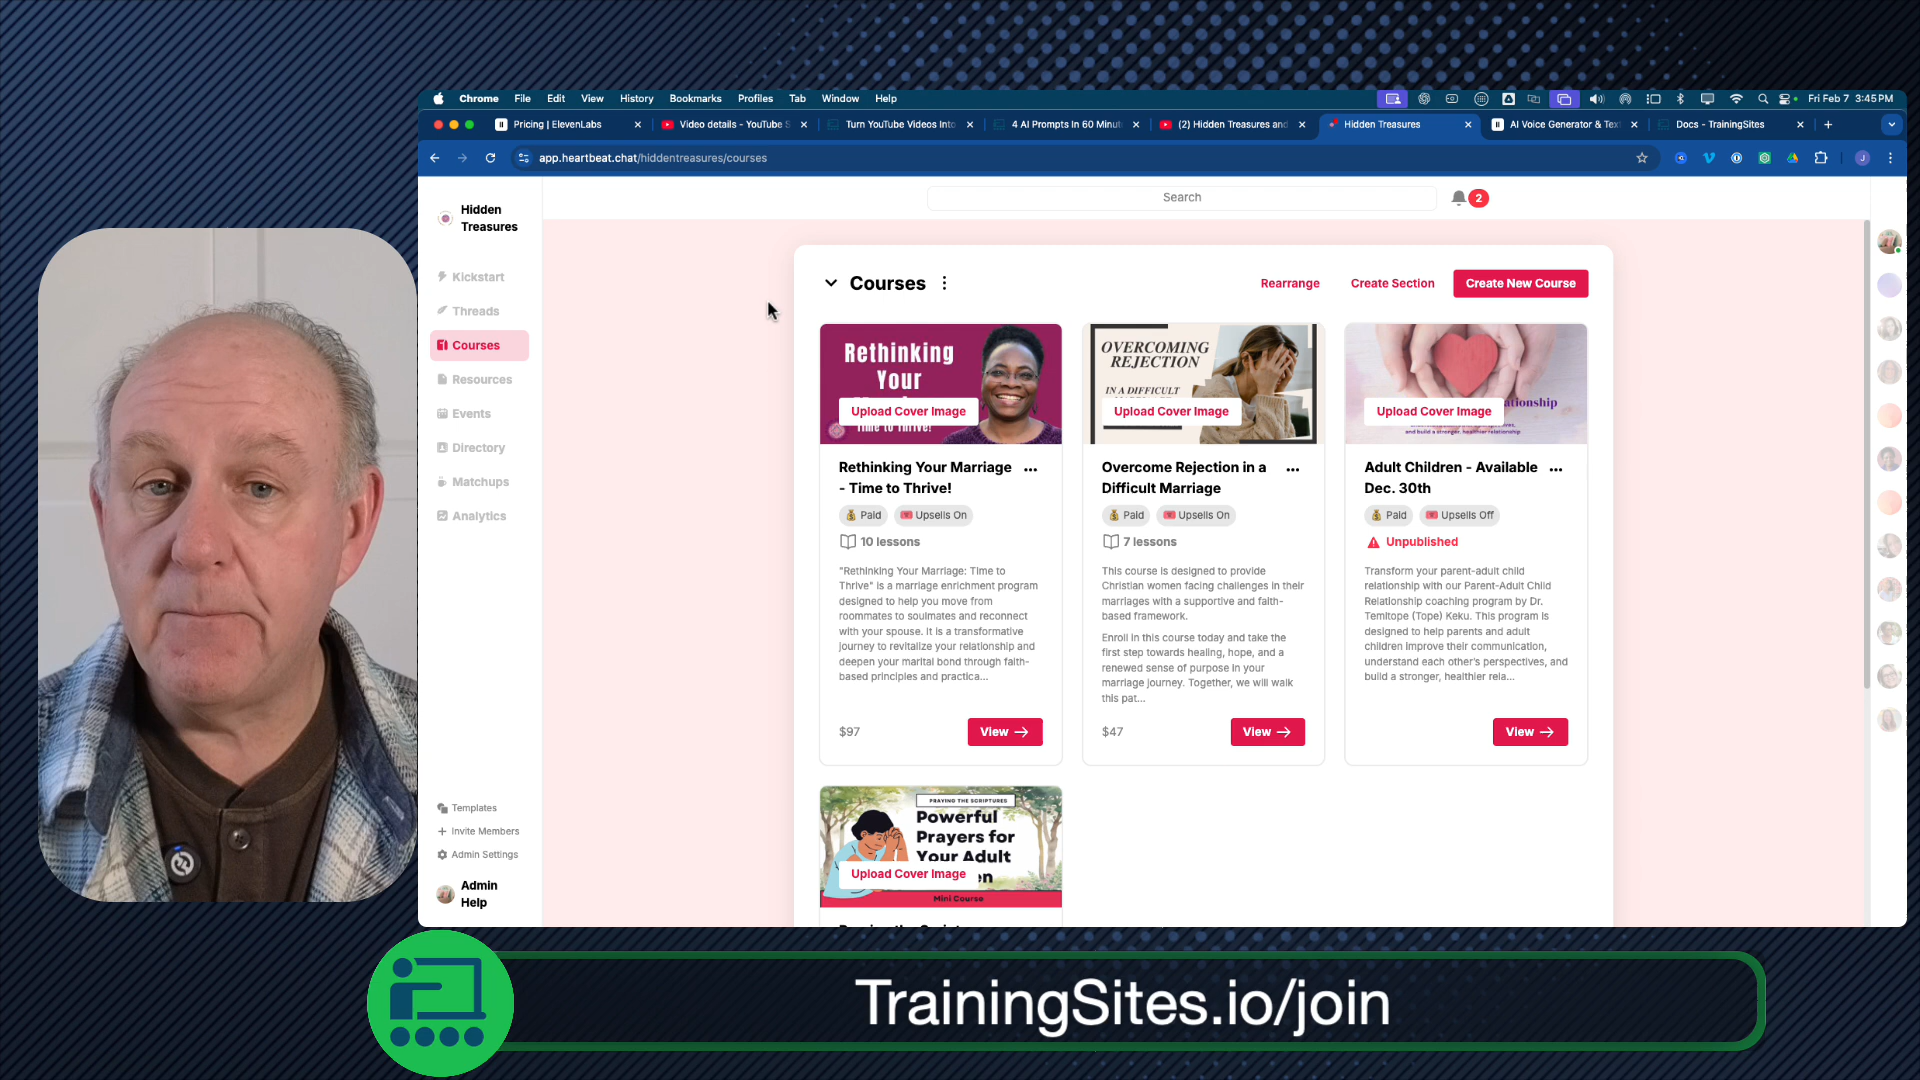 Chrome File Edit View History Bookmarks Profiles Tab Window Help
Fri Feb 7 3:45 PM
Pricing | ElevenLabs
Video details - YouTube S
Turn YouTube Videos Into
4 AI Prompts In 60 Minut
(2) Hidden Treasures and
Hidden Treasures
AI Voice Generator & Tex
Docs - TrainingSites
app.heartbeat.chat/hiddentreasures/courses
J
Hidden
Treasures
Search
2
Kickstart
Threads
Courses
Resources
Events
Directory
Matchups
Analytics
Templates
+ Invite Members
Admin Settings
Admin
Help
Courses
Rearrange
Create Section
Create New Course
Rethinking
Your
Time to Thrive!
Upload Cover Image
Rethinking Your Marriage
- Time to Thrive!
Paid
Upsells On
10 lessons
"Rethinking Your Marriage: Time to
Thrive" is a marriage enrichment program
designed to help you move from
roommates to soulmates and reconnect
with your spouse. It is a transformative
journey to revitalize your relationship and
deepen your marital bond through faith-
based principles and practica...
$97
View
OVERCOMING
REJECTION
IN A DIFFICULT
Upload Cover Image
Overcome Rejection in a
Difficult Marriage
Paid
Upsells On
7 lessons
This course is designed to provide
Christian women facing challenges in their
marriages with a supportive and faith-
based framework.
Enroll in this course today and take the
first step towards healing, hope, and a
renewed sense of purpose in your
marriage journey. Together, we will walk
this pat...
$47
View
ationship
and build a stronger, healthier relationship
Upload Cover Image
Adult Children - Available
Dec. 30th
Paid
Upsells Off
Unpublished
Transform your parent-adult child
relationship with our Parent-Adult Child
Relationship coaching program by Dr.
Temitope (Tope) Keku. This program is
designed to help parents and adult
children improve their communication,
understand each other's perspectives, and
build a stronger, healthier rela...
View
PRAYING THE SCRIPTURES
Powerful
Prayers for
Your Adult
en
Upload Cover Image
Mini Course
TrainingSites.io/join